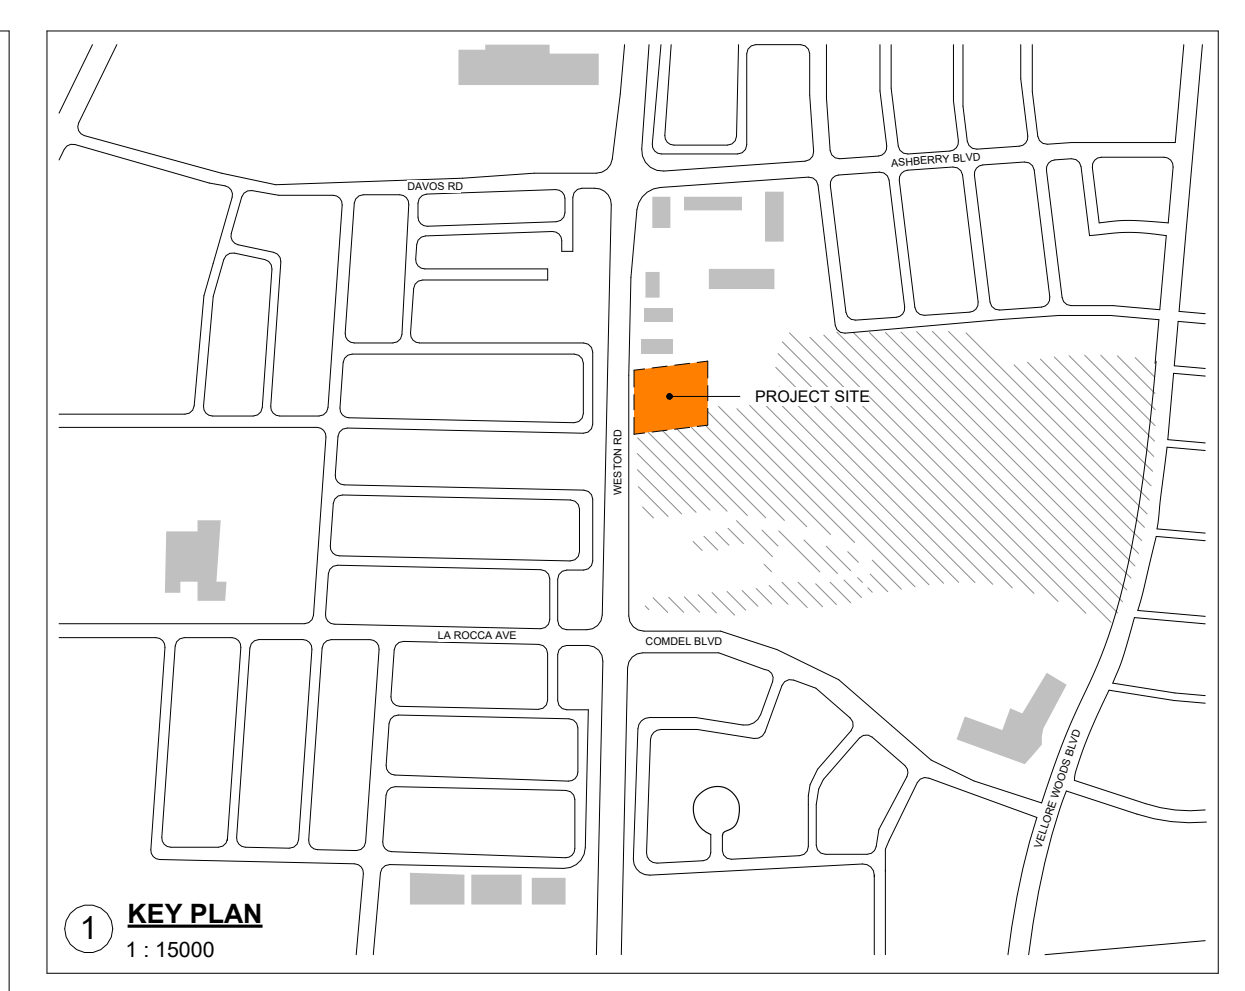 ASHBERRY BLVD
DAVOS RD
PROJECT SITE
WESTON RD
LA ROCCA AVE
COMDEL BLVD
VELLORE WOODS BLVD
1
KEY PLAN
1 : 15000